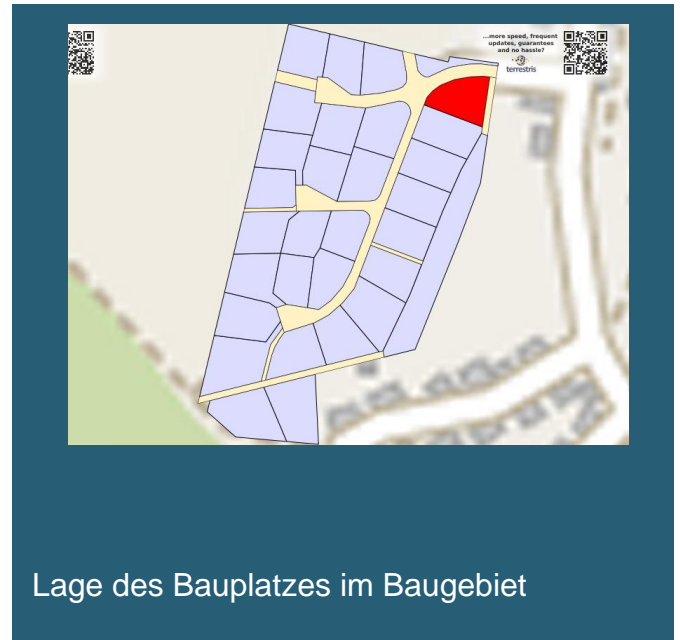 ...more speed, frequent
updates, guarantees
and no hassle?
terrestris
Lage des Bauplatzes im Baugebiet